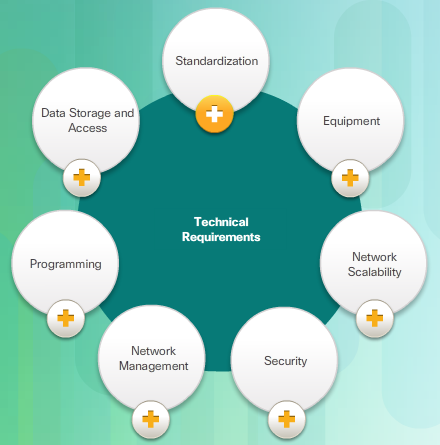 Standardization
Data Storage and
Access
Equipment
Technical
Requirements
Programming
Network
Scalability
Network
Management
Security